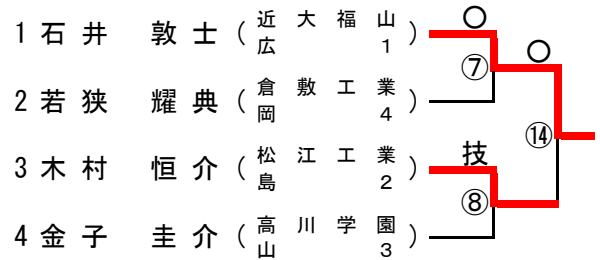 1 石井 敦士 (近大福山 広1)
○
⑦
○
2 若狭 耀典 (倉敷工業 岡4)
⑭
3 木村 恒介 (松江工業 島2)
技
⑧
4 金子 圭介 (高川学園 山3)